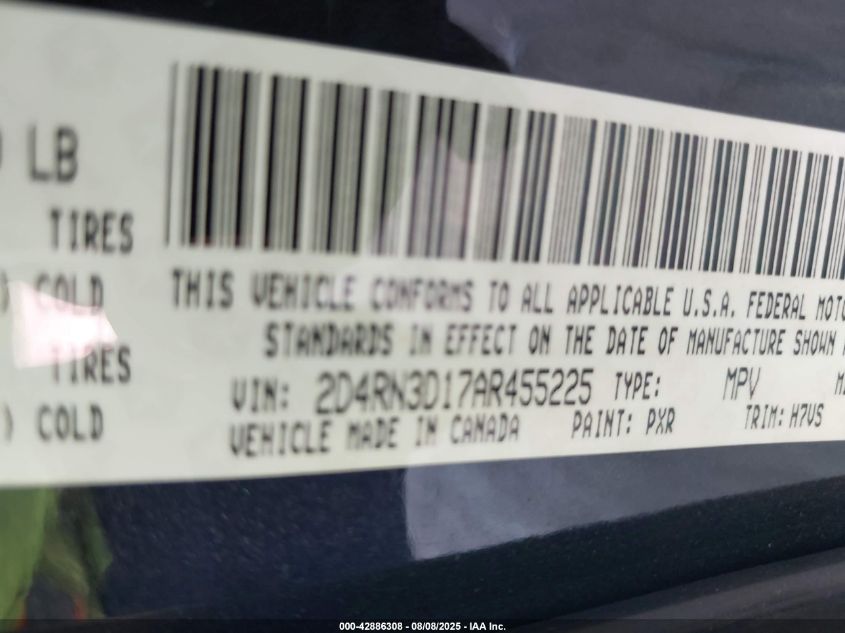 LB
TIRES
COLD
TIRES
) COLD
THIS VEHICLE CONFORMS TO ALL APPLICABLE U.S.A. FEDERAL MOTO
STANDARDS IN EFFECT ON THE DATE OF MANUFACTURE SHOWN
VIN: 2D4RN3D17AR455225 TYPE: MPV
VEHICLE MADE IN CANADA PAINT: PXR TRIM: H7VS
000-42886308 - 08/08/2025 - IAA Inc.